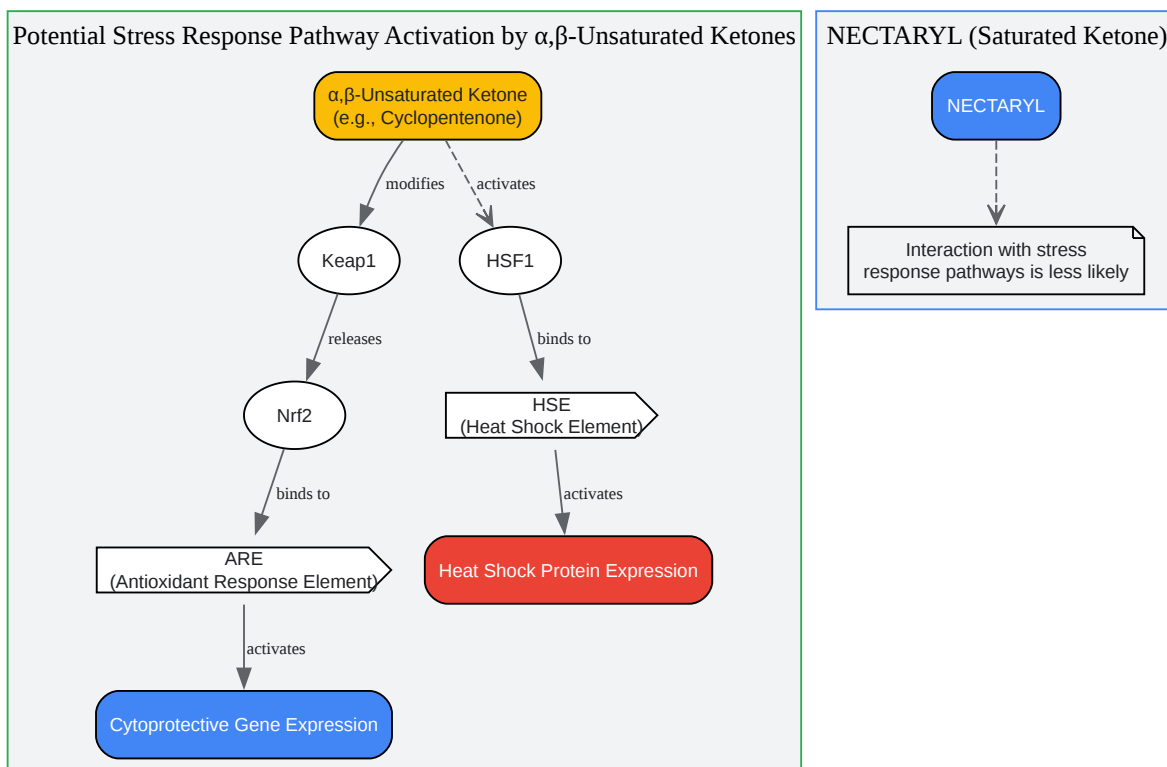 Potential Stress Response Pathway Activation by α,β-Unsaturated Ketones
α,β-Unsaturated Ketone
(e.g., Cyclopentenone)
modifies
activates
Keap1
HSF1
releases
binds to
Nrf2
HSE
(Heat Shock Element)
binds to
activates
ARE
(Antioxidant Response Element)
Heat Shock Protein Expression
activates
Cytoprotective Gene Expression
NECTARYL (Saturated Ketone)
NECTARYL
Interaction with stress
response pathways is less likely